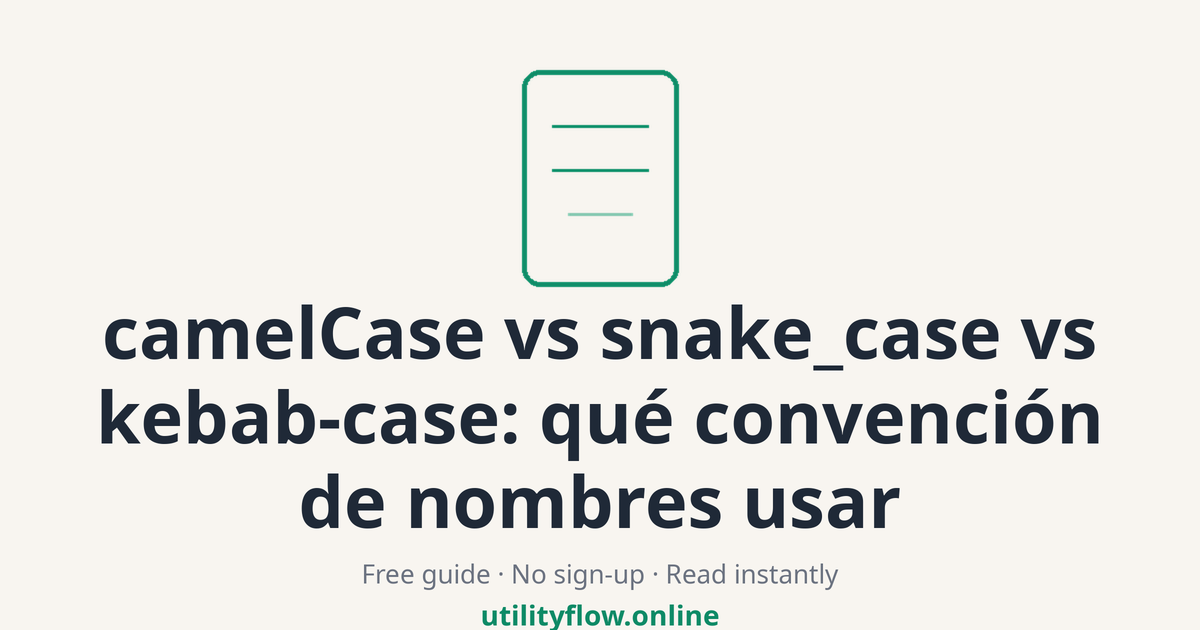 camelCase vs snake_case vs
kebab-case: qué convención
de nombres usar
Free guide · No sign-up · Read instantly
utilityflow.online